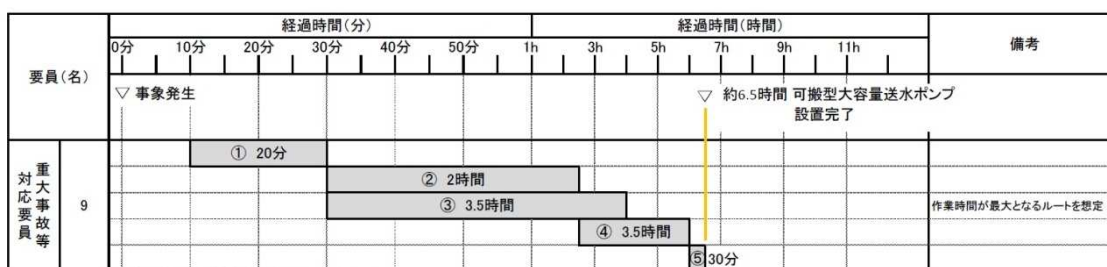 経過時間(分) 経過時間(時間)
要員(名) 備考
0分 10分 20分 30分 40分 50分 1h 3h 5h 7h 9h 11h
▽ 事象発生 ▽ 約6.5時間 可搬型大容量送水ポンプ
設置完了
重大事故等
対応要員
9
① 20分
② 2時間
③ 3.5時間 作業時間が最大となるルートを想定
④ 3.5時間
⑤ 30分